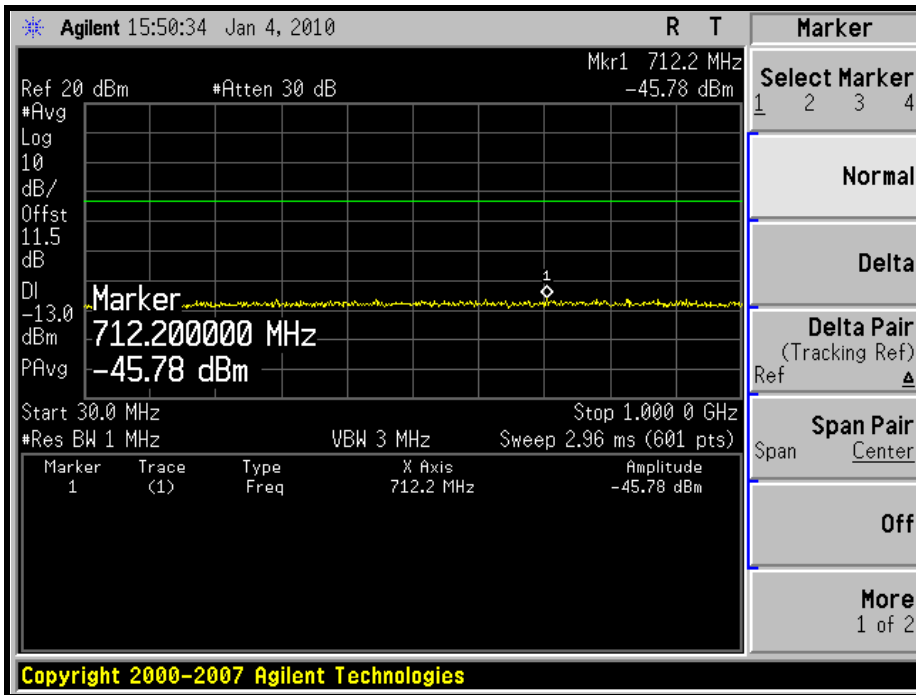 Agilent 15:50:34 Jan 4, 2010 R T
Mkr1 712.2 MHz
Ref 20 dBm #Atten 30 dB -45.78 dBm
#Avg
Log
10
dB/
Offst
11.5
dB
DI
-13.0
dBm
PAvg
1
Marker
712.200000 MHz
-45.78 dBm
Start 30.0 MHz Stop 1.000 0 GHz
#Res BW 1 MHz VBW 3 MHz Sweep 2.96 ms (601 pts)
Marker Trace Type X Axis Amplitude
1 (1) Freq 712.2 MHz -45.78 dBm
Marker
Select Marker
1 2 3 4
Normal
Delta
Delta Pair
(Tracking Ref)
Ref Δ
Span Pair
Span Center
Off
More
1 of 2
Copyright 2000-2007 Agilent Technologies